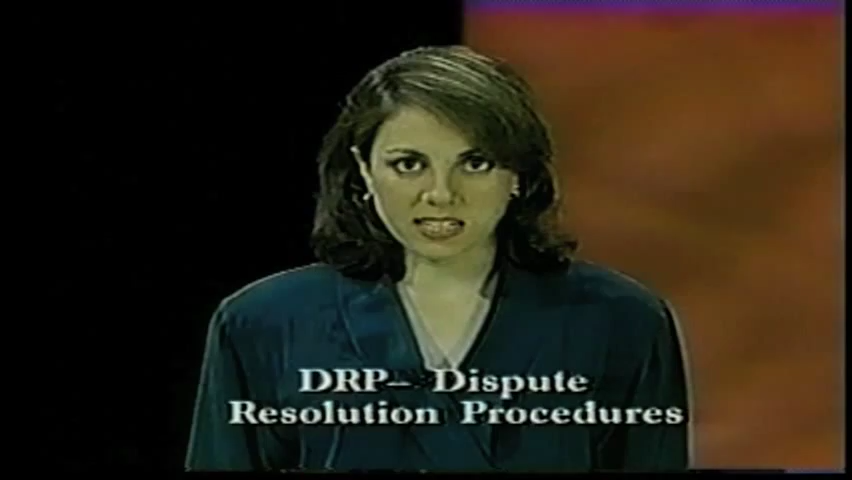 DRP– Dispute
Resolution Procedures